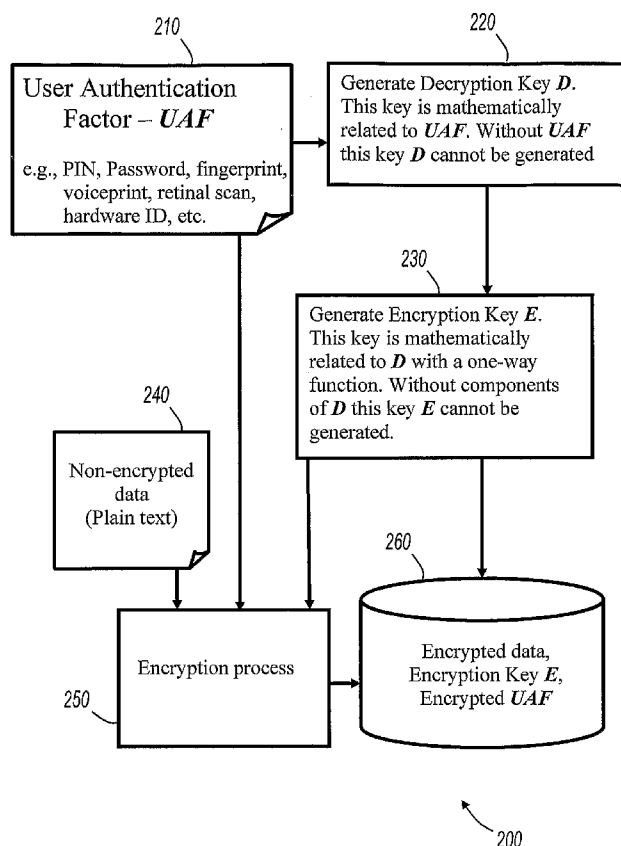 210
User Authentication
Factor – UAF
e.g., PIN, Password, fingerprint,
voiceprint, retinal scan,
hardware ID, etc.
220
Generate Decryption Key D.
This key is mathematically
related to UAF. Without UAF
this key D cannot be generated
230
Generate Encryption Key E.
This key is mathematically
related to D with a one-way
function. Without components
of D this key E cannot be
generated.
240
Non-encrypted
data
(Plain text)
250
Encryption process
260
Encrypted data,
Encryption Key E,
Encrypted UAF
200